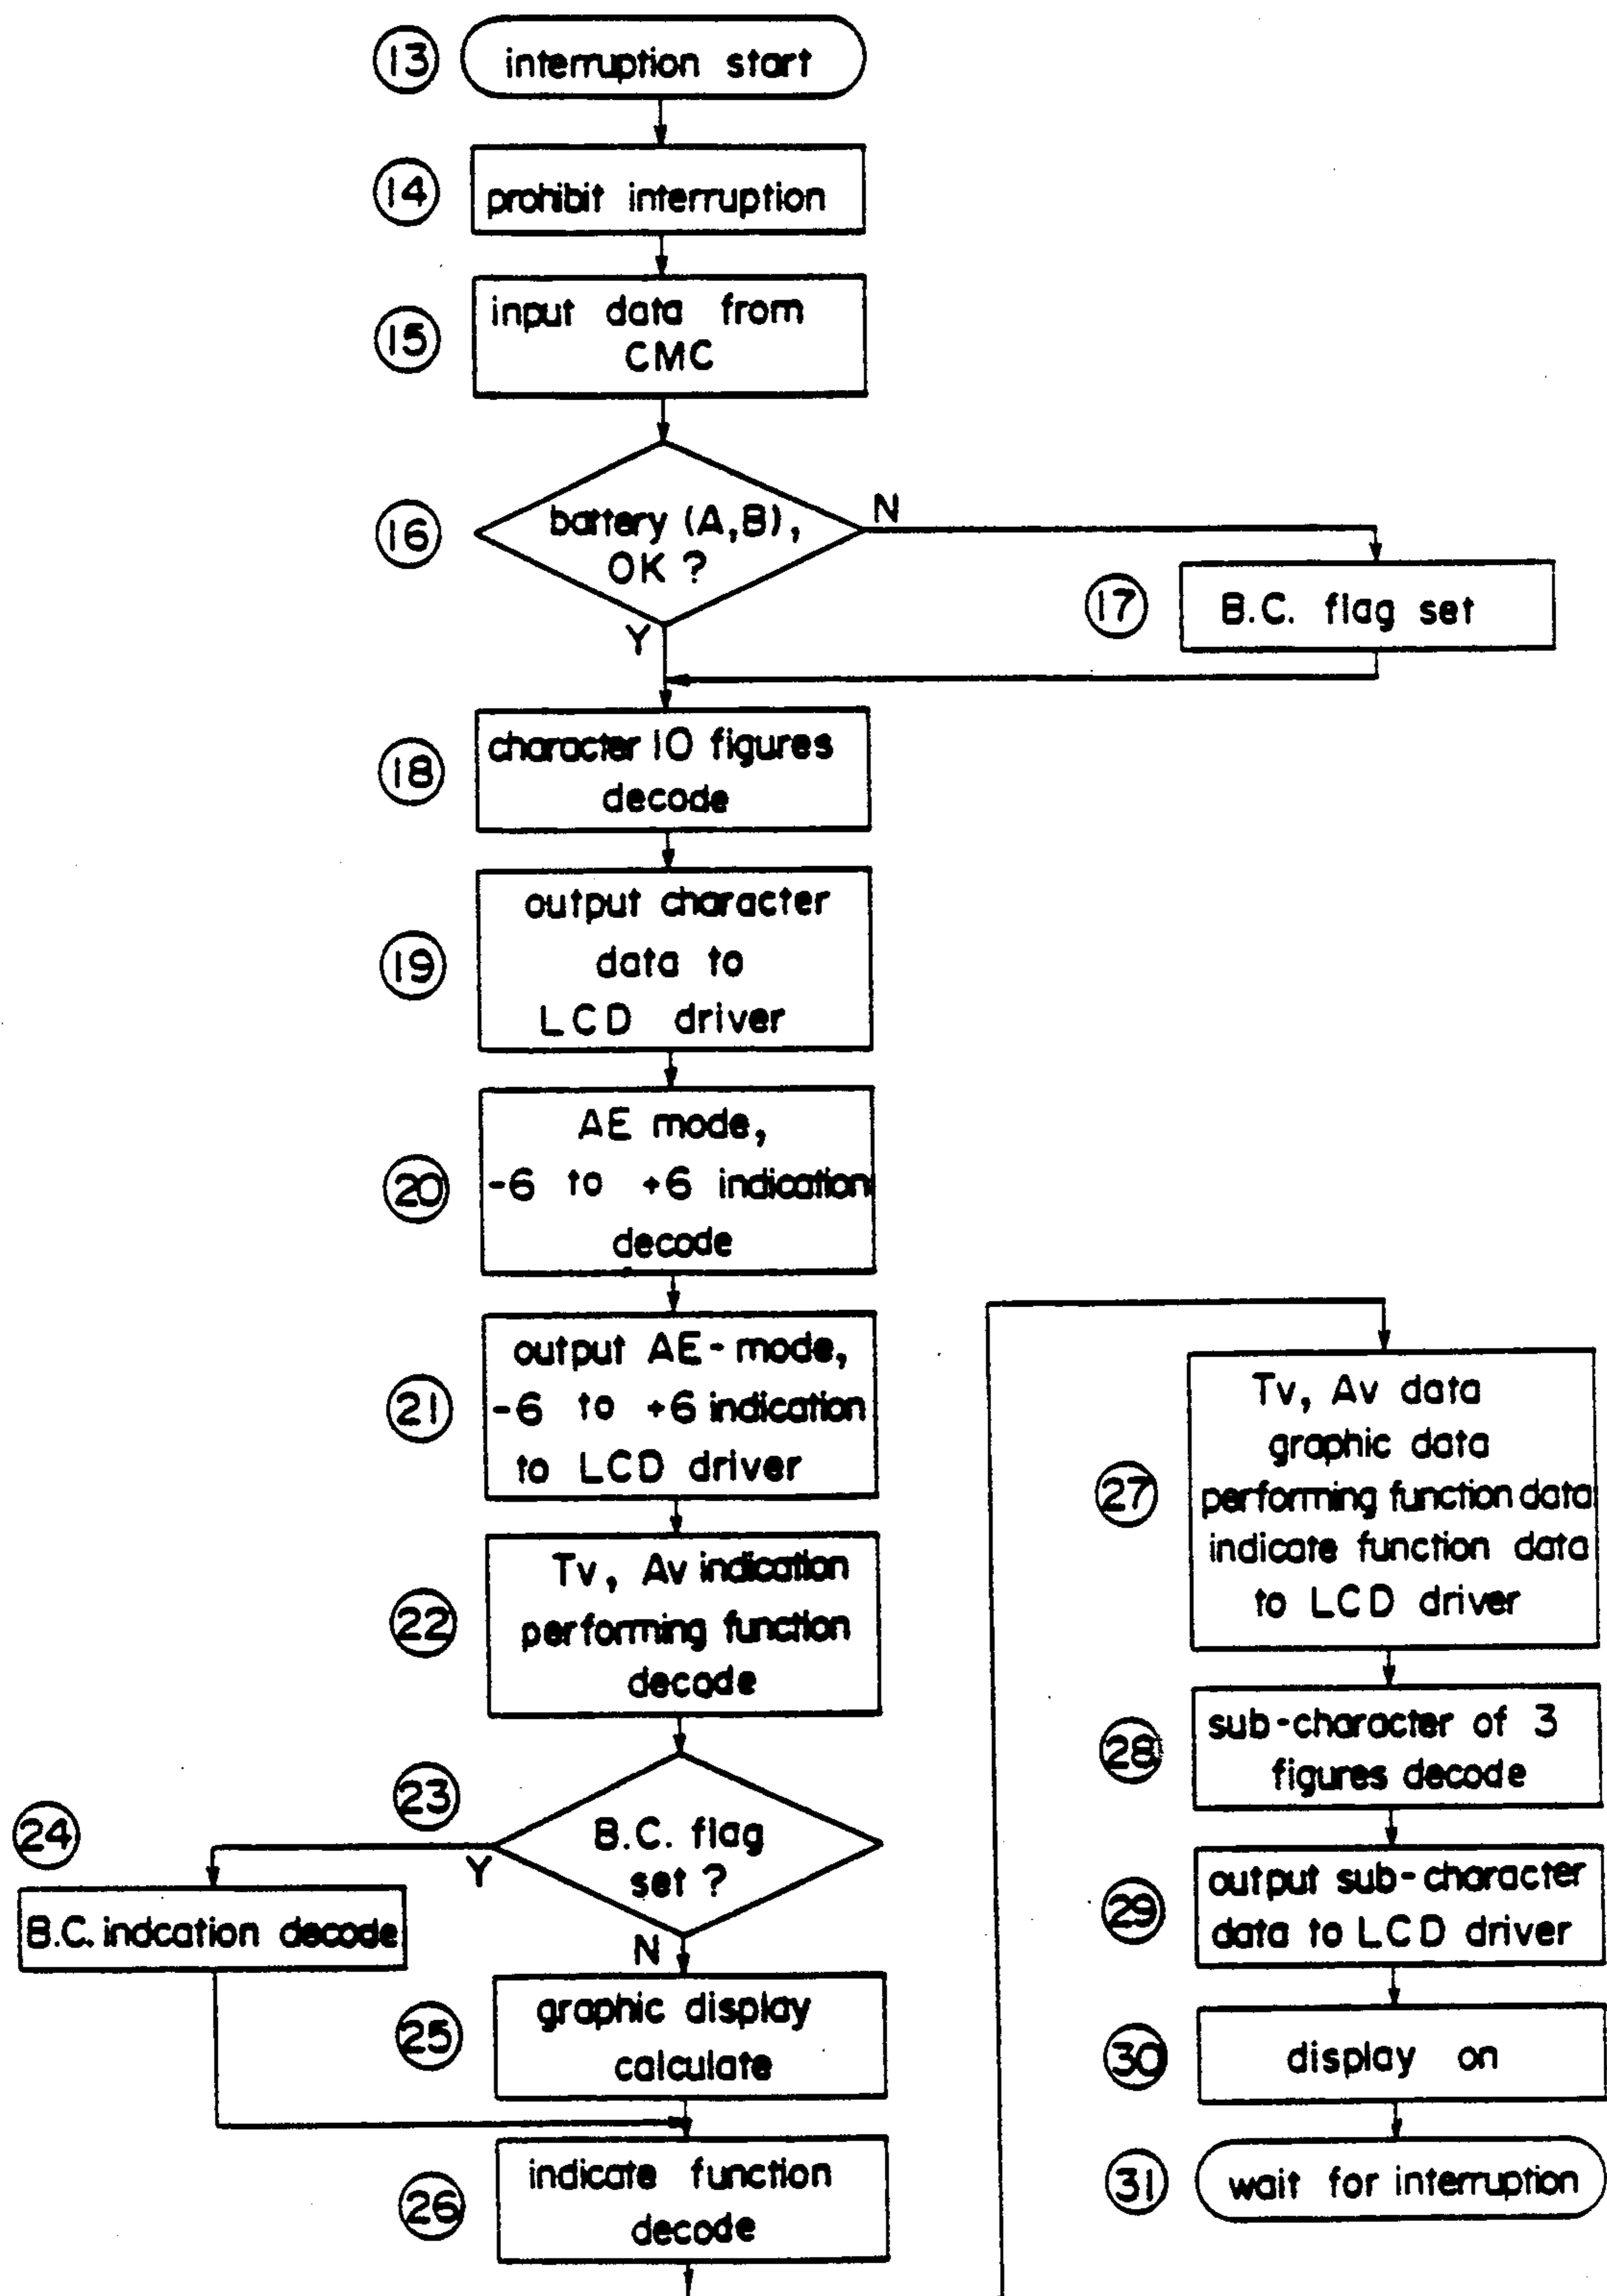 13
interruption start
14
prohibit interruption
15
input data from
CMC
16
battery (A,B),
OK ?
N
Y
17
B.C. flag set
18
character 10 figures
decode
19
output character
data to
LCD driver
20
AE mode,
-6 to +6 indication
decode
21
output AE-mode,
-6 to +6 indication
to LCD driver
22
Tv, Av indication
performing function
decode
23
B.C. flag
set ?
Y
N
24
B.C. indcation decode
25
graphic display
calculate
26
indicate function
decode
27
Tv, Av data
graphic data
performing function data
indicate function data
to LCD driver
28
sub-character of 3
figures decode
29
output sub-character
data to LCD driver
30
display on
31
wait for interruption